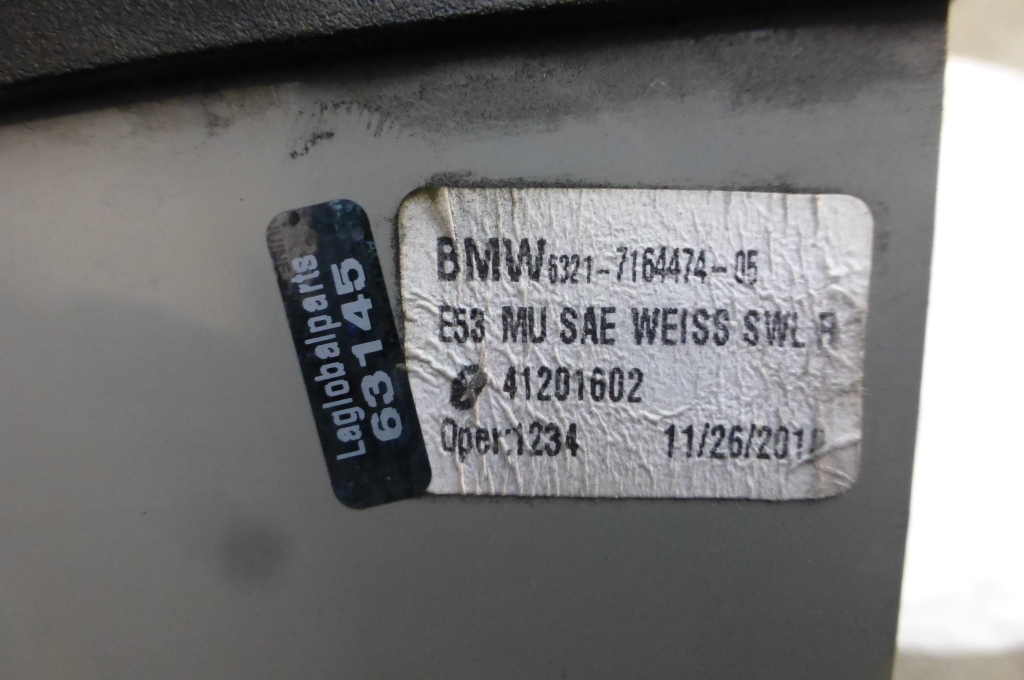 Laglobalparts
63145
BMW 6321-7164474-05
E53 MU SAE WEISS SWL R
41201602
Oper:1234 11/26/201